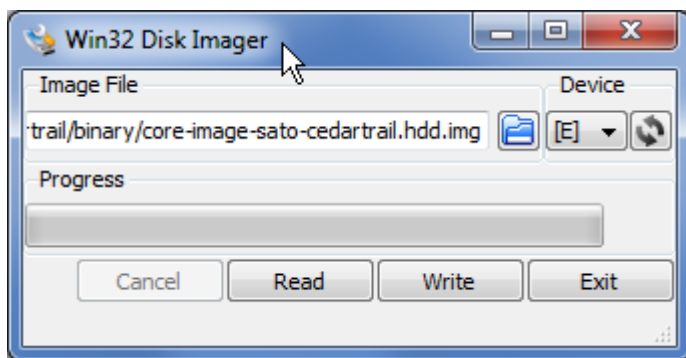 Win32 Disk Imager
Image File
Device
trail/binary/core-image-sato-cedartrail.hdd.img
[E]
Progress
Cancel
Read
Write
Exit